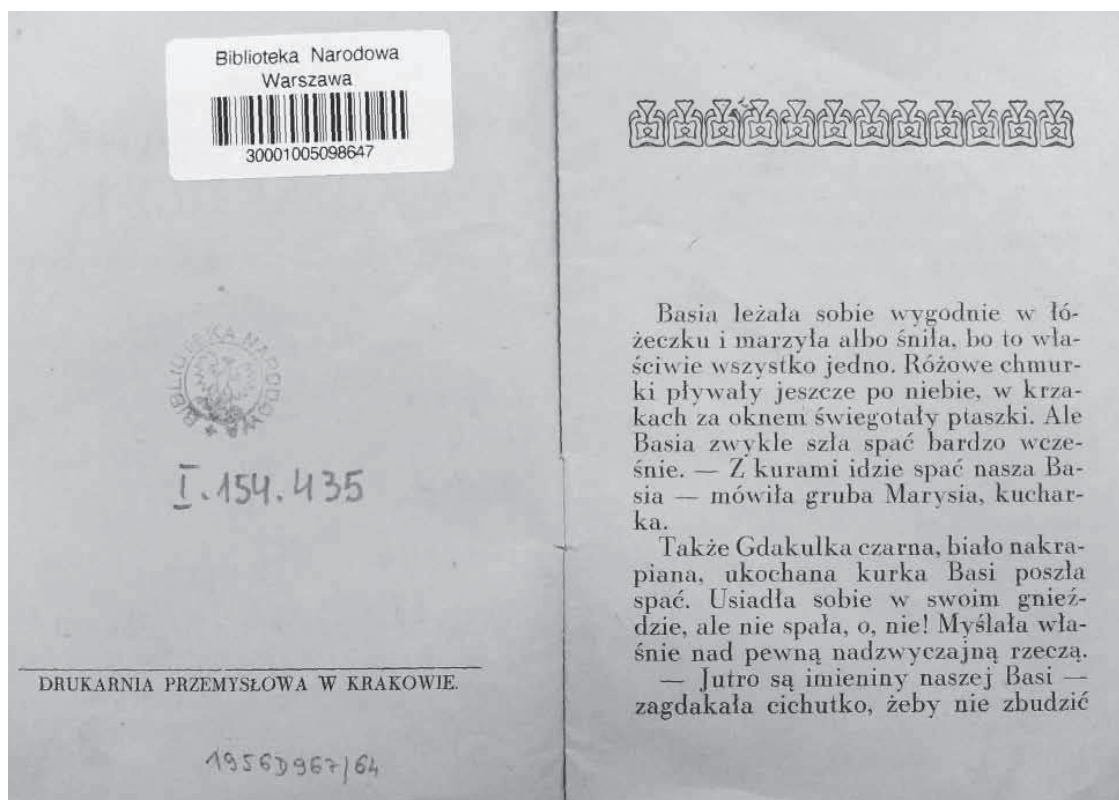 Biblioteka Narodowa
Warszawa
30001005098647
BIBLIOTEKA NARODOWA
I.154.435
DRUKARNIA PRZEMYSŁOWA W KRAKOWIE.
1956D967/64
Basia leżała sobie wygodnie w łó-
żeczku i marzyła albo śniła, bo to wła-
ściwie wszystko jedno. Różowe chmur-
ki pływały jeszcze po niebie, w krza-
kach za oknem świegotały ptaszki. Ale
Basia zwykle szła spać bardzo wcze-
śnie. — Z kurami idzie spać nasza Ba-
sia — mówiła gruba Marysia, kuchar-
ka.
Także Gdakulka czarna, biało nakra-
piana, ukochana kurka Basi poszła
spać. Usiadła sobie w swoim gnieź-
dzie, ale nie spała, o, nie! Myślała wła-
śnie nad pewną nadzwyczajną rzeczą.
— Jutro są imieniny naszej Basi —
zagdakała cichutko, żeby nie zbudzić